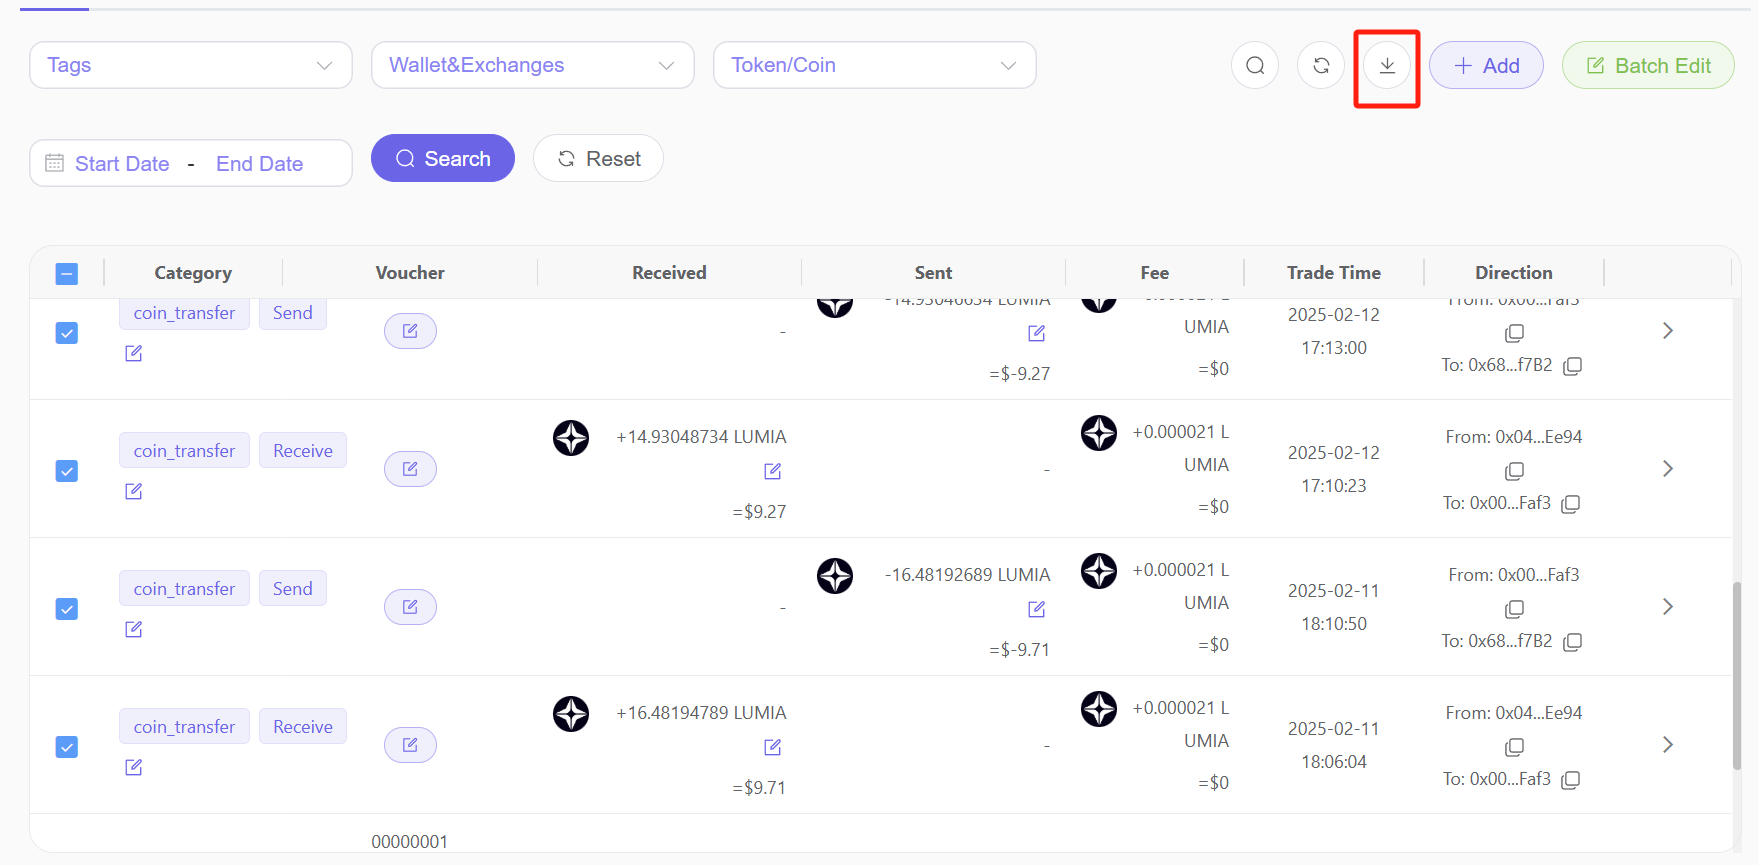 Tags
Wallet&Exchanges
Token/Coin
Add
Batch Edit
Start Date - End Date
Search
Reset
Category
Voucher
Received
Sent
Fee
Trade Time
Direction
coin_transfer Send
-
-14.93046634 LUMIA
=$-9.27
UMIA
=$0
2025-02-12
17:13:00
From: 0x00...Faf3
To: 0x68...f7B2
coin_transfer Receive
+14.93048734 LUMIA
=$9.27
-
+0.000021 L
UMIA
=$0
2025-02-12
17:10:23
From: 0x04...Ee94
To: 0x00...Faf3
coin_transfer Send
-
-16.48192689 LUMIA
=$-9.71
+0.000021 L
UMIA
=$0
2025-02-11
18:10:50
From: 0x00...Faf3
To: 0x68...f7B2
coin_transfer Receive
+16.48194789 LUMIA
=$9.71
-
+0.000021 L
UMIA
=$0
2025-02-11
18:06:04
From: 0x04...Ee94
To: 0x00...Faf3
00000001